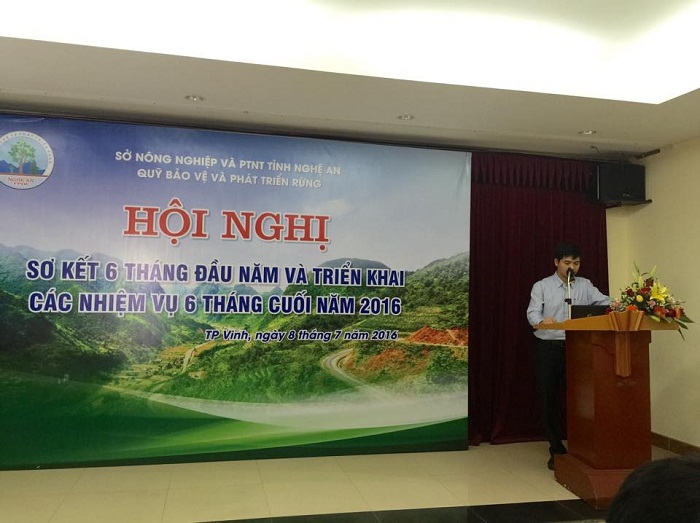 SỞ NÔNG NGHIỆP VÀ PTNT TỈNH NGHỆ AN
QUỸ BẢO VỆ VÀ PHÁT TRIỂN RỪNG
HỘI NGHỊ
SƠ KẾT 6 THÁNG ĐẦU NĂM VÀ TRIỂN KHAI
CÁC NHIỆM VỤ 6 THÁNG CUỐI NĂM 2016
TP Vinh, ngày 8 tháng 7 năm 2016
NGHE AN